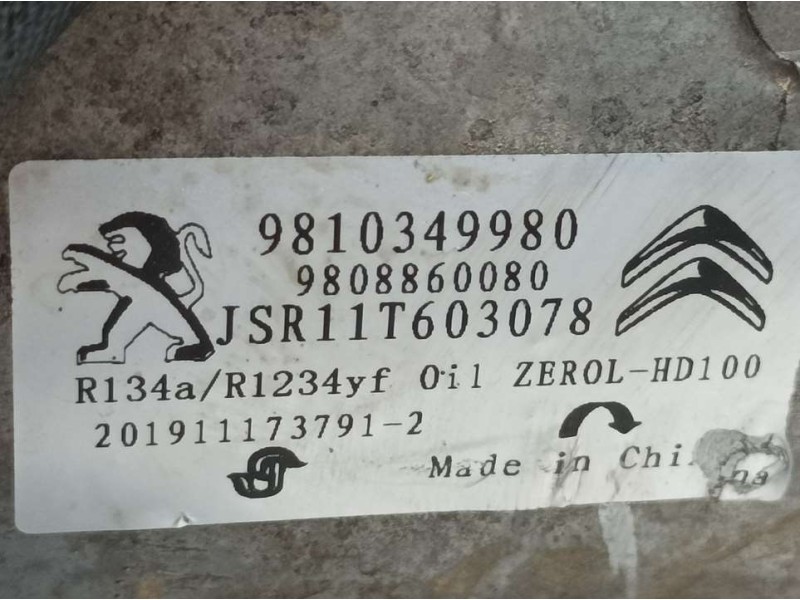 9810349980
9808860080
JSR11T603078
R134a/R1234yf Oil ZEROL-HD100
201911173791-2
Made in China